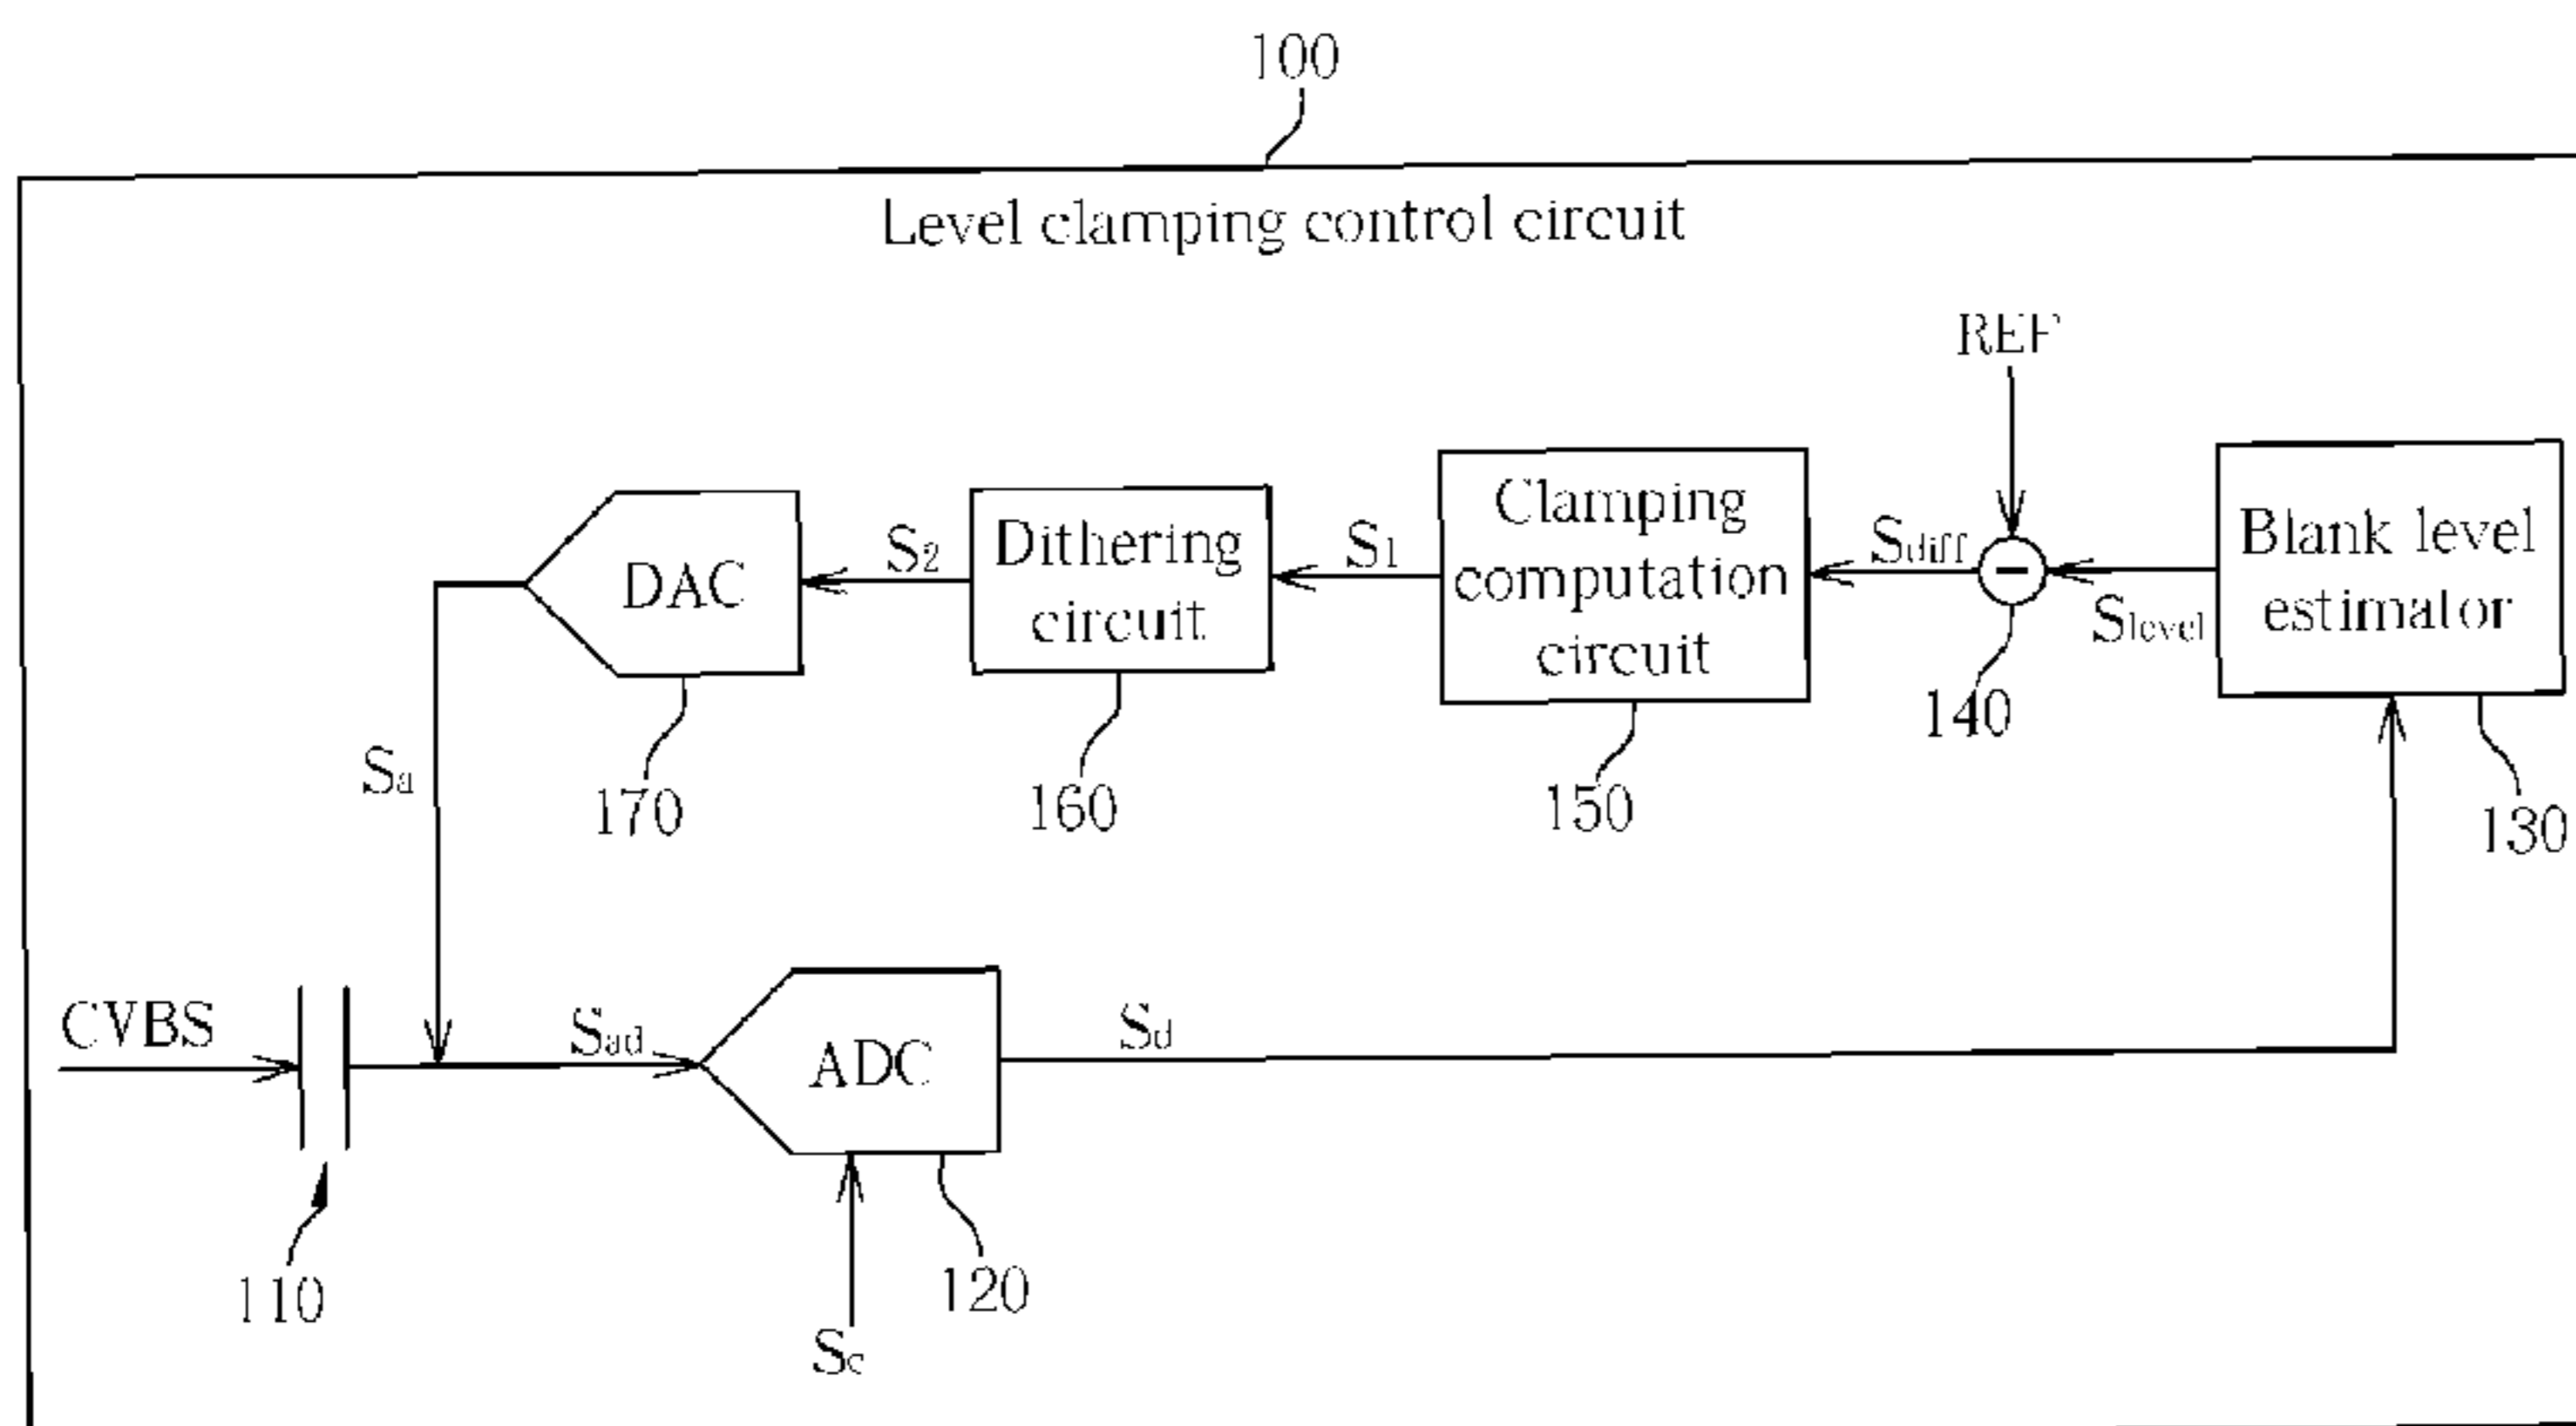 100
Level clamping control circuit
REF
DAC
S2
Dithering
circuit
S1
Clamping
computation
circuit
Sdiff
Slevel
Blank level
estimator
Sa
170
160
150
140
130
CVBS
Sad
ADC
Sd
110
120
Sc